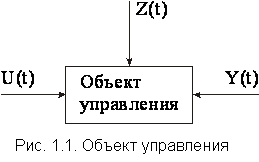 Z(t)
U(t)
Объект
управления
Y(t)
Рис. 1.1. Объект управления